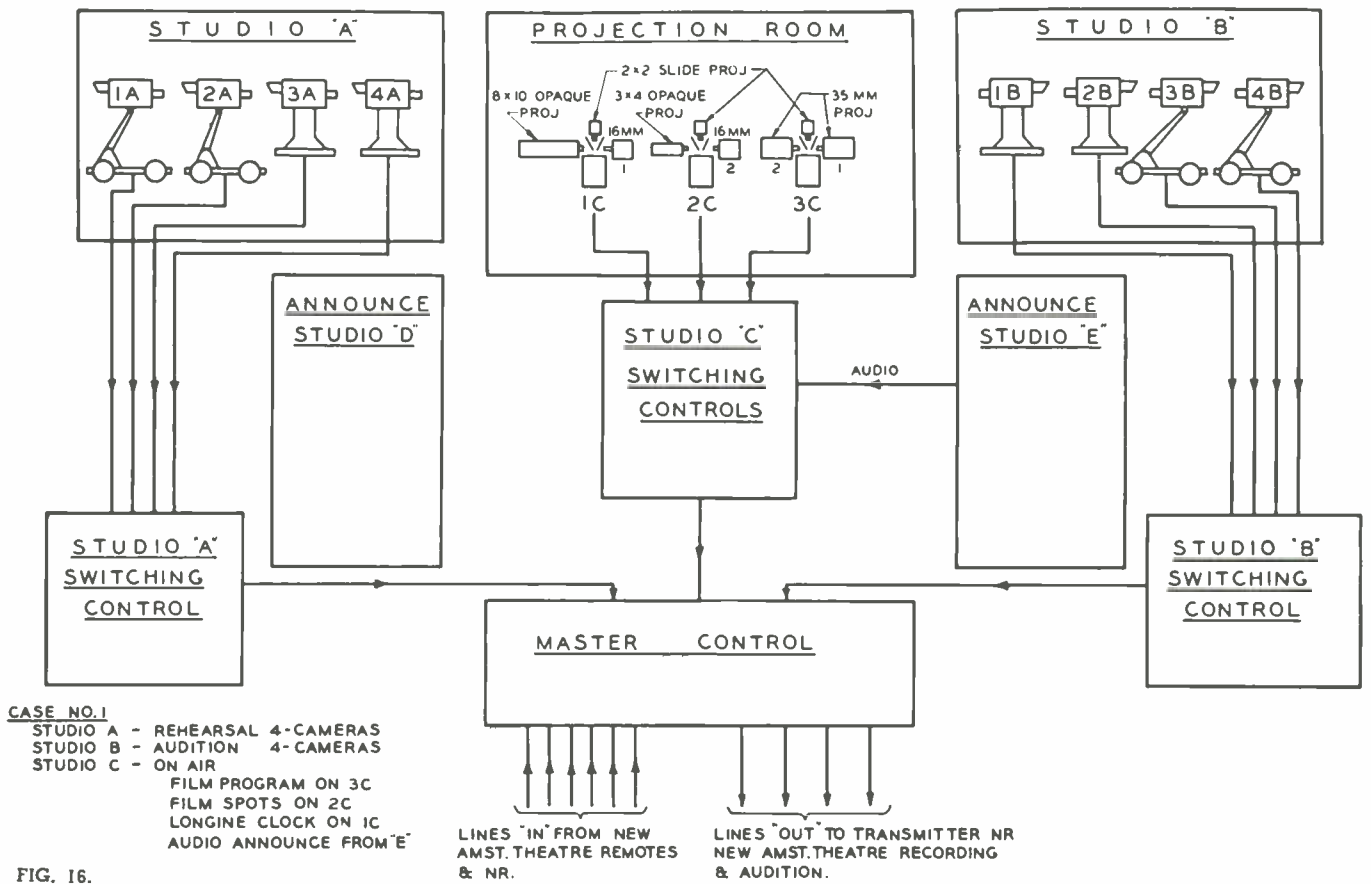 STUDIO "A"
1A 2A 3A 4A
PROJECTION ROOM
2×2 SLIDE PROJ
8×10 OPAQUE
PROJ
3×4 OPAQUE
PROJ
35 MM
PROJ
16MM
16MM
1
2
2
1
1C
2C
3C
STUDIO "B"
1B 2B 3B 4B
ANNOUNCE
STUDIO "D"
STUDIO "C"
SWITCHING
CONTROLS
AUDIO
ANNOUNCE
STUDIO "E"
STUDIO "A"
SWITCHING
CONTROL
MASTER CONTROL
STUDIO "B"
SWITCHING
CONTROL
CASE NO.1
STUDIO A - REHEARSAL 4-CAMERAS
STUDIO B - AUDITION 4-CAMERAS
STUDIO C - ON AIR
FILM PROGRAM ON 3C
FILM SPOTS ON 2C
LONGINE CLOCK ON 1C
AUDIO ANNOUNCE FROM "E"
LINES "IN" FROM NEW
AMST. THEATRE REMOTES
& NR.
LINES "OUT" TO TRANSMITTER NR
NEW AMST. THEATRE RECORDING
& AUDITION.
FIG. 16.